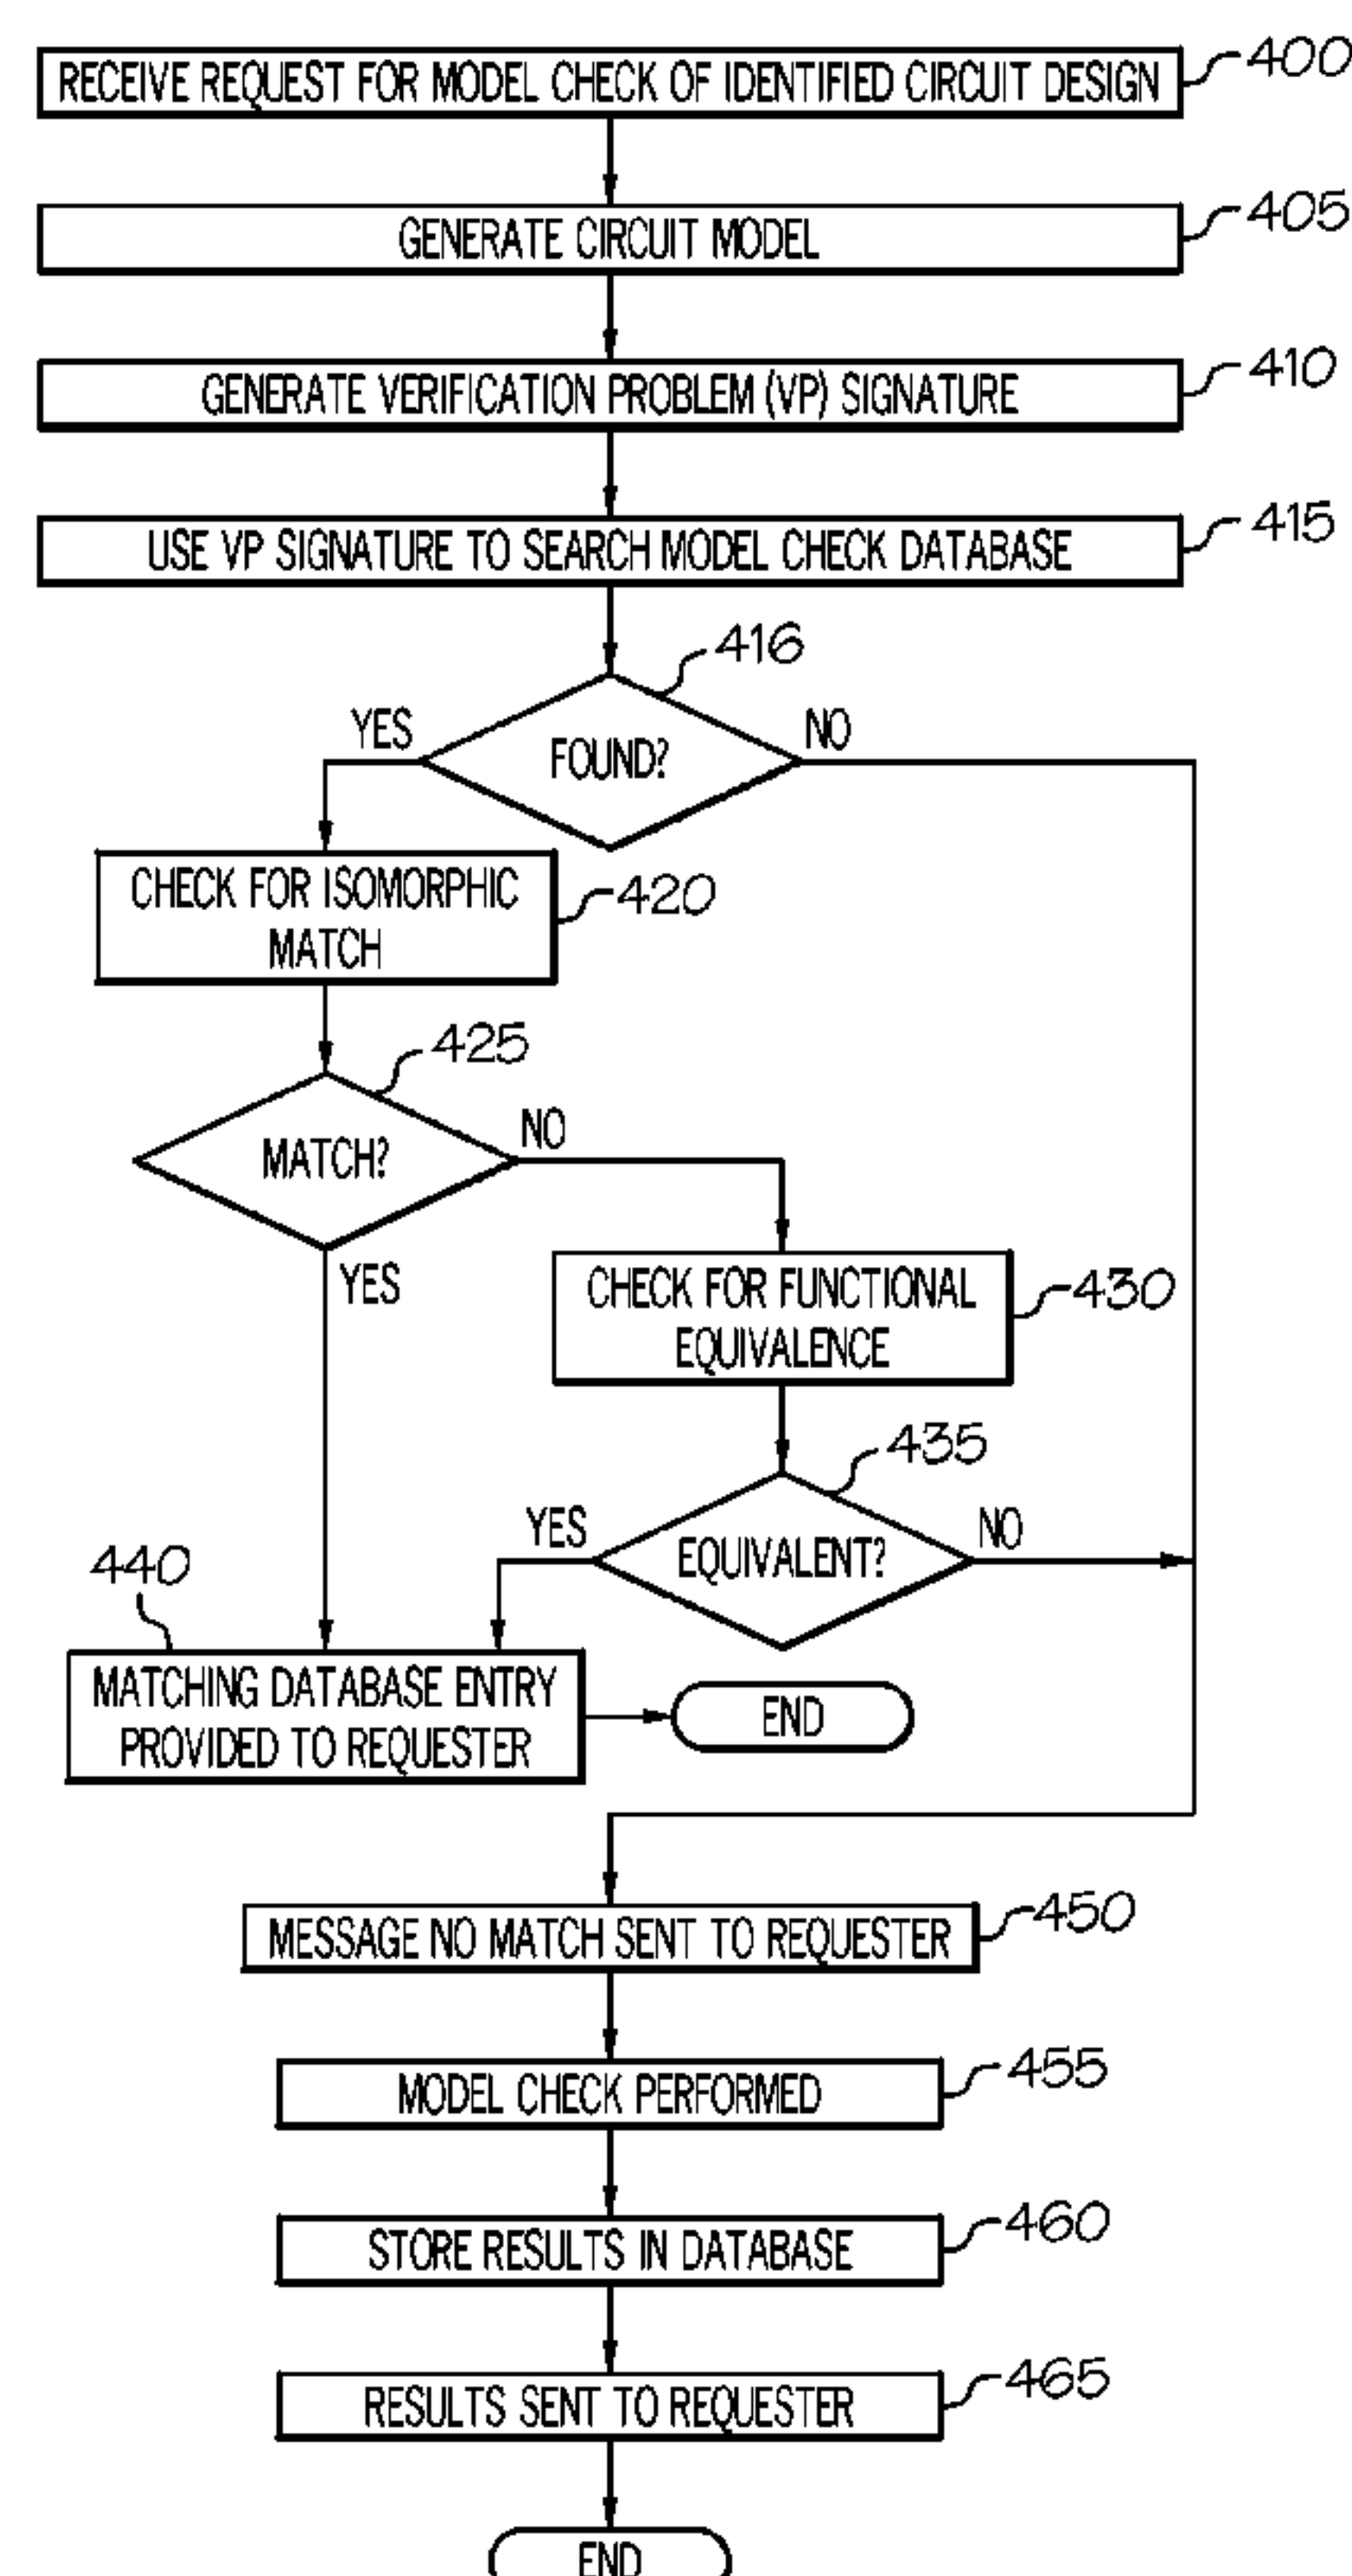 RECEIVE REQUEST FOR MODEL CHECK OF IDENTIFIED CIRCUIT DESIGN
400
GENERATE CIRCUIT MODEL
405
GENERATE VERIFICATION PROBLEM (VP) SIGNATURE
410
USE VP SIGNATURE TO SEARCH MODEL CHECK DATABASE
415
416
YES
FOUND?
NO
CHECK FOR ISOMORPHIC
MATCH
420
425
MATCH?
NO
YES
CHECK FOR FUNCTIONAL
EQUIVALENCE
430
435
YES
EQUIVALENT?
NO
440
MATCHING DATABASE ENTRY
PROVIDED TO REQUESTER
END
MESSAGE NO MATCH SENT TO REQUESTER
450
MODEL CHECK PERFORMED
455
STORE RESULTS IN DATABASE
460
RESULTS SENT TO REQUESTER
465
END